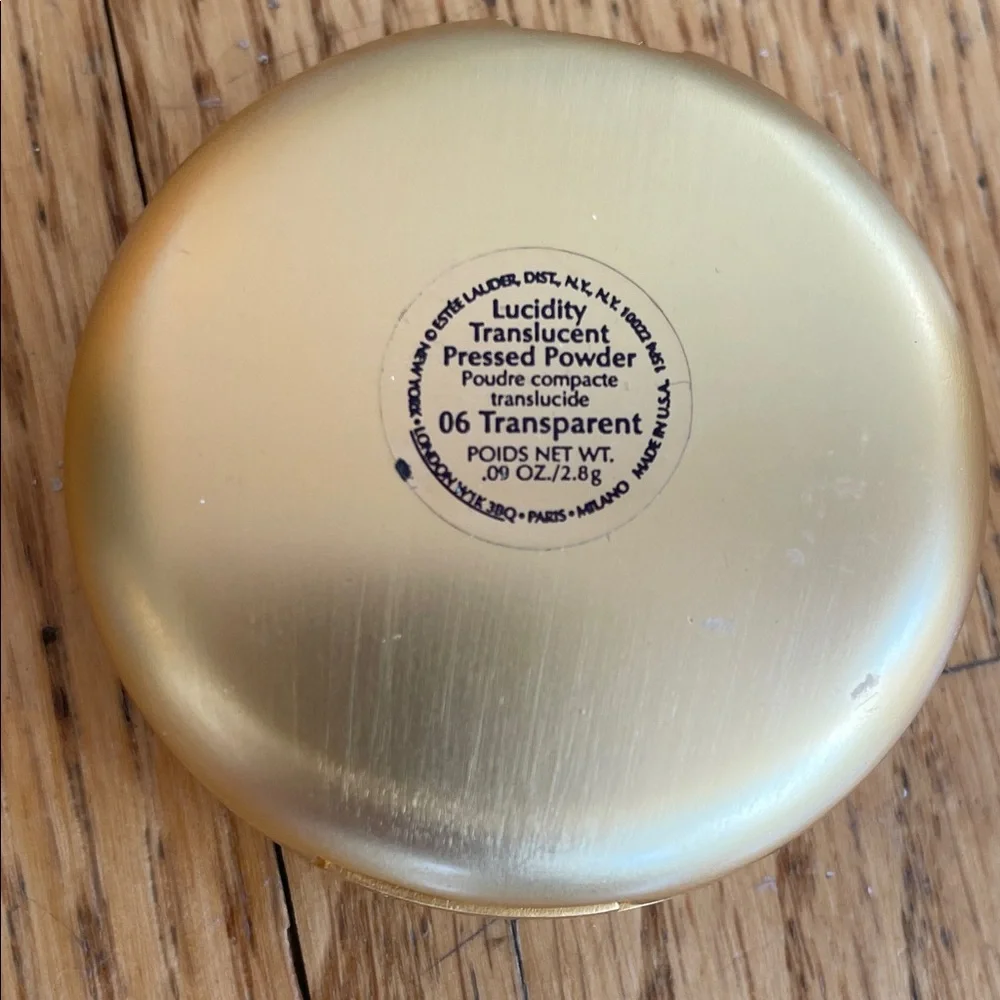 © ESTÉE LAUDER, DIST., N.Y., N.Y. 10022
MADE IN U.S.A.
NEW YORK • LONDON W1K 3BQ • PARIS • MILANO
Lucidity
Translucent
Pressed Powder
Poudre compacte
translucide
06 Transparent
POIDS NET WT.
.09 OZ./2.8g